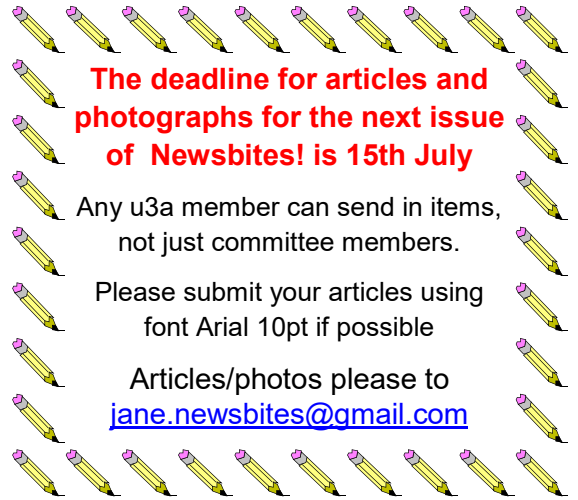 The deadline for articles and
photographs for the next issue
of Newsbites! is 15th July
Any u3a member can send in items,
not just committee members.
Please submit your articles using
font Arial 10pt if possible
Articles/photos please to
jane.newsbites@gmail.com